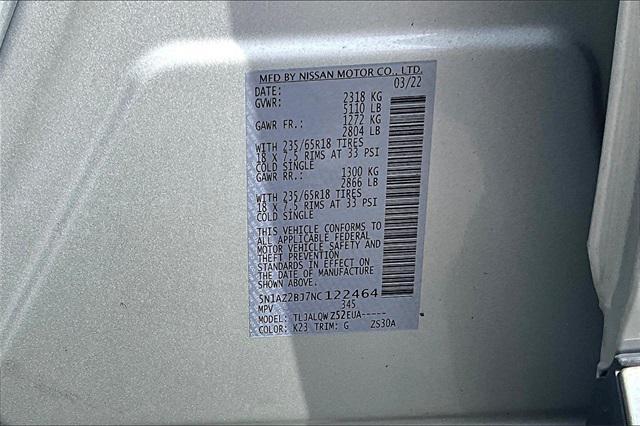 MFD BY NISSAN MOTOR CO., LTD.
DATE: 03/22
GVWR: 2318 KG
5110 LB
GAWR FR.: 1272 KG
2804 LB
WITH 235/65R18 TIRES
18 X 7.5 RIMS AT 33 PSI
COLD SINGLE
GAWR RR.: 1300 KG
2866 LB
WITH 235/65R18 TIRES
18 X 7.5 RIMS AT 33 PSI
COLD SINGLE
THIS VEHICLE CONFORMS TO
ALL APPLICABLE FEDERAL
MOTOR VEHICLE SAFETY AND
THEFT PREVENTION
STANDARDS IN EFFECT ON
THE DATE OF MANUFACTURE
SHOWN ABOVE.
5N1AZ2BJ7NC122464
MPV 345
MODEL: TLJALQWZ52EUA-----
COLOR: K23 TRIM: G ZS30A